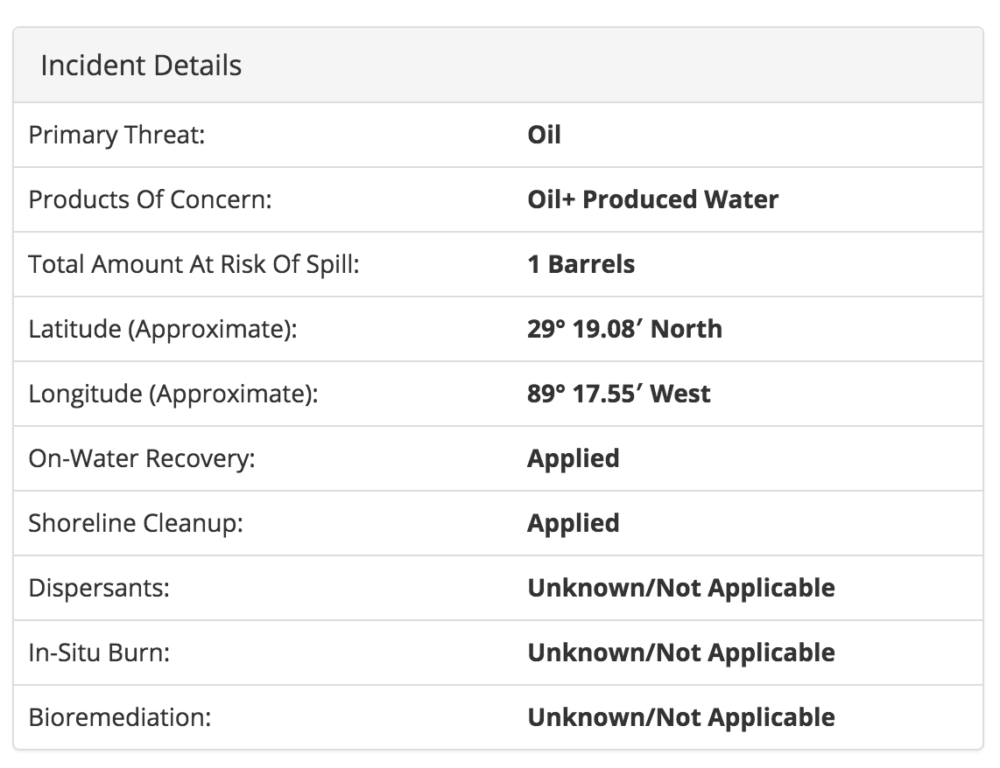 Incident Details
Primary Threat: Oil
Products Of Concern: Oil+ Produced Water
Total Amount At Risk Of Spill: 1 Barrels
Latitude (Approximate): 29° 19.08′ North
Longitude (Approximate): 89° 17.55′ West
On-Water Recovery: Applied
Shoreline Cleanup: Applied
Dispersants: Unknown/Not Applicable
In-Situ Burn: Unknown/Not Applicable
Bioremediation: Unknown/Not Applicable